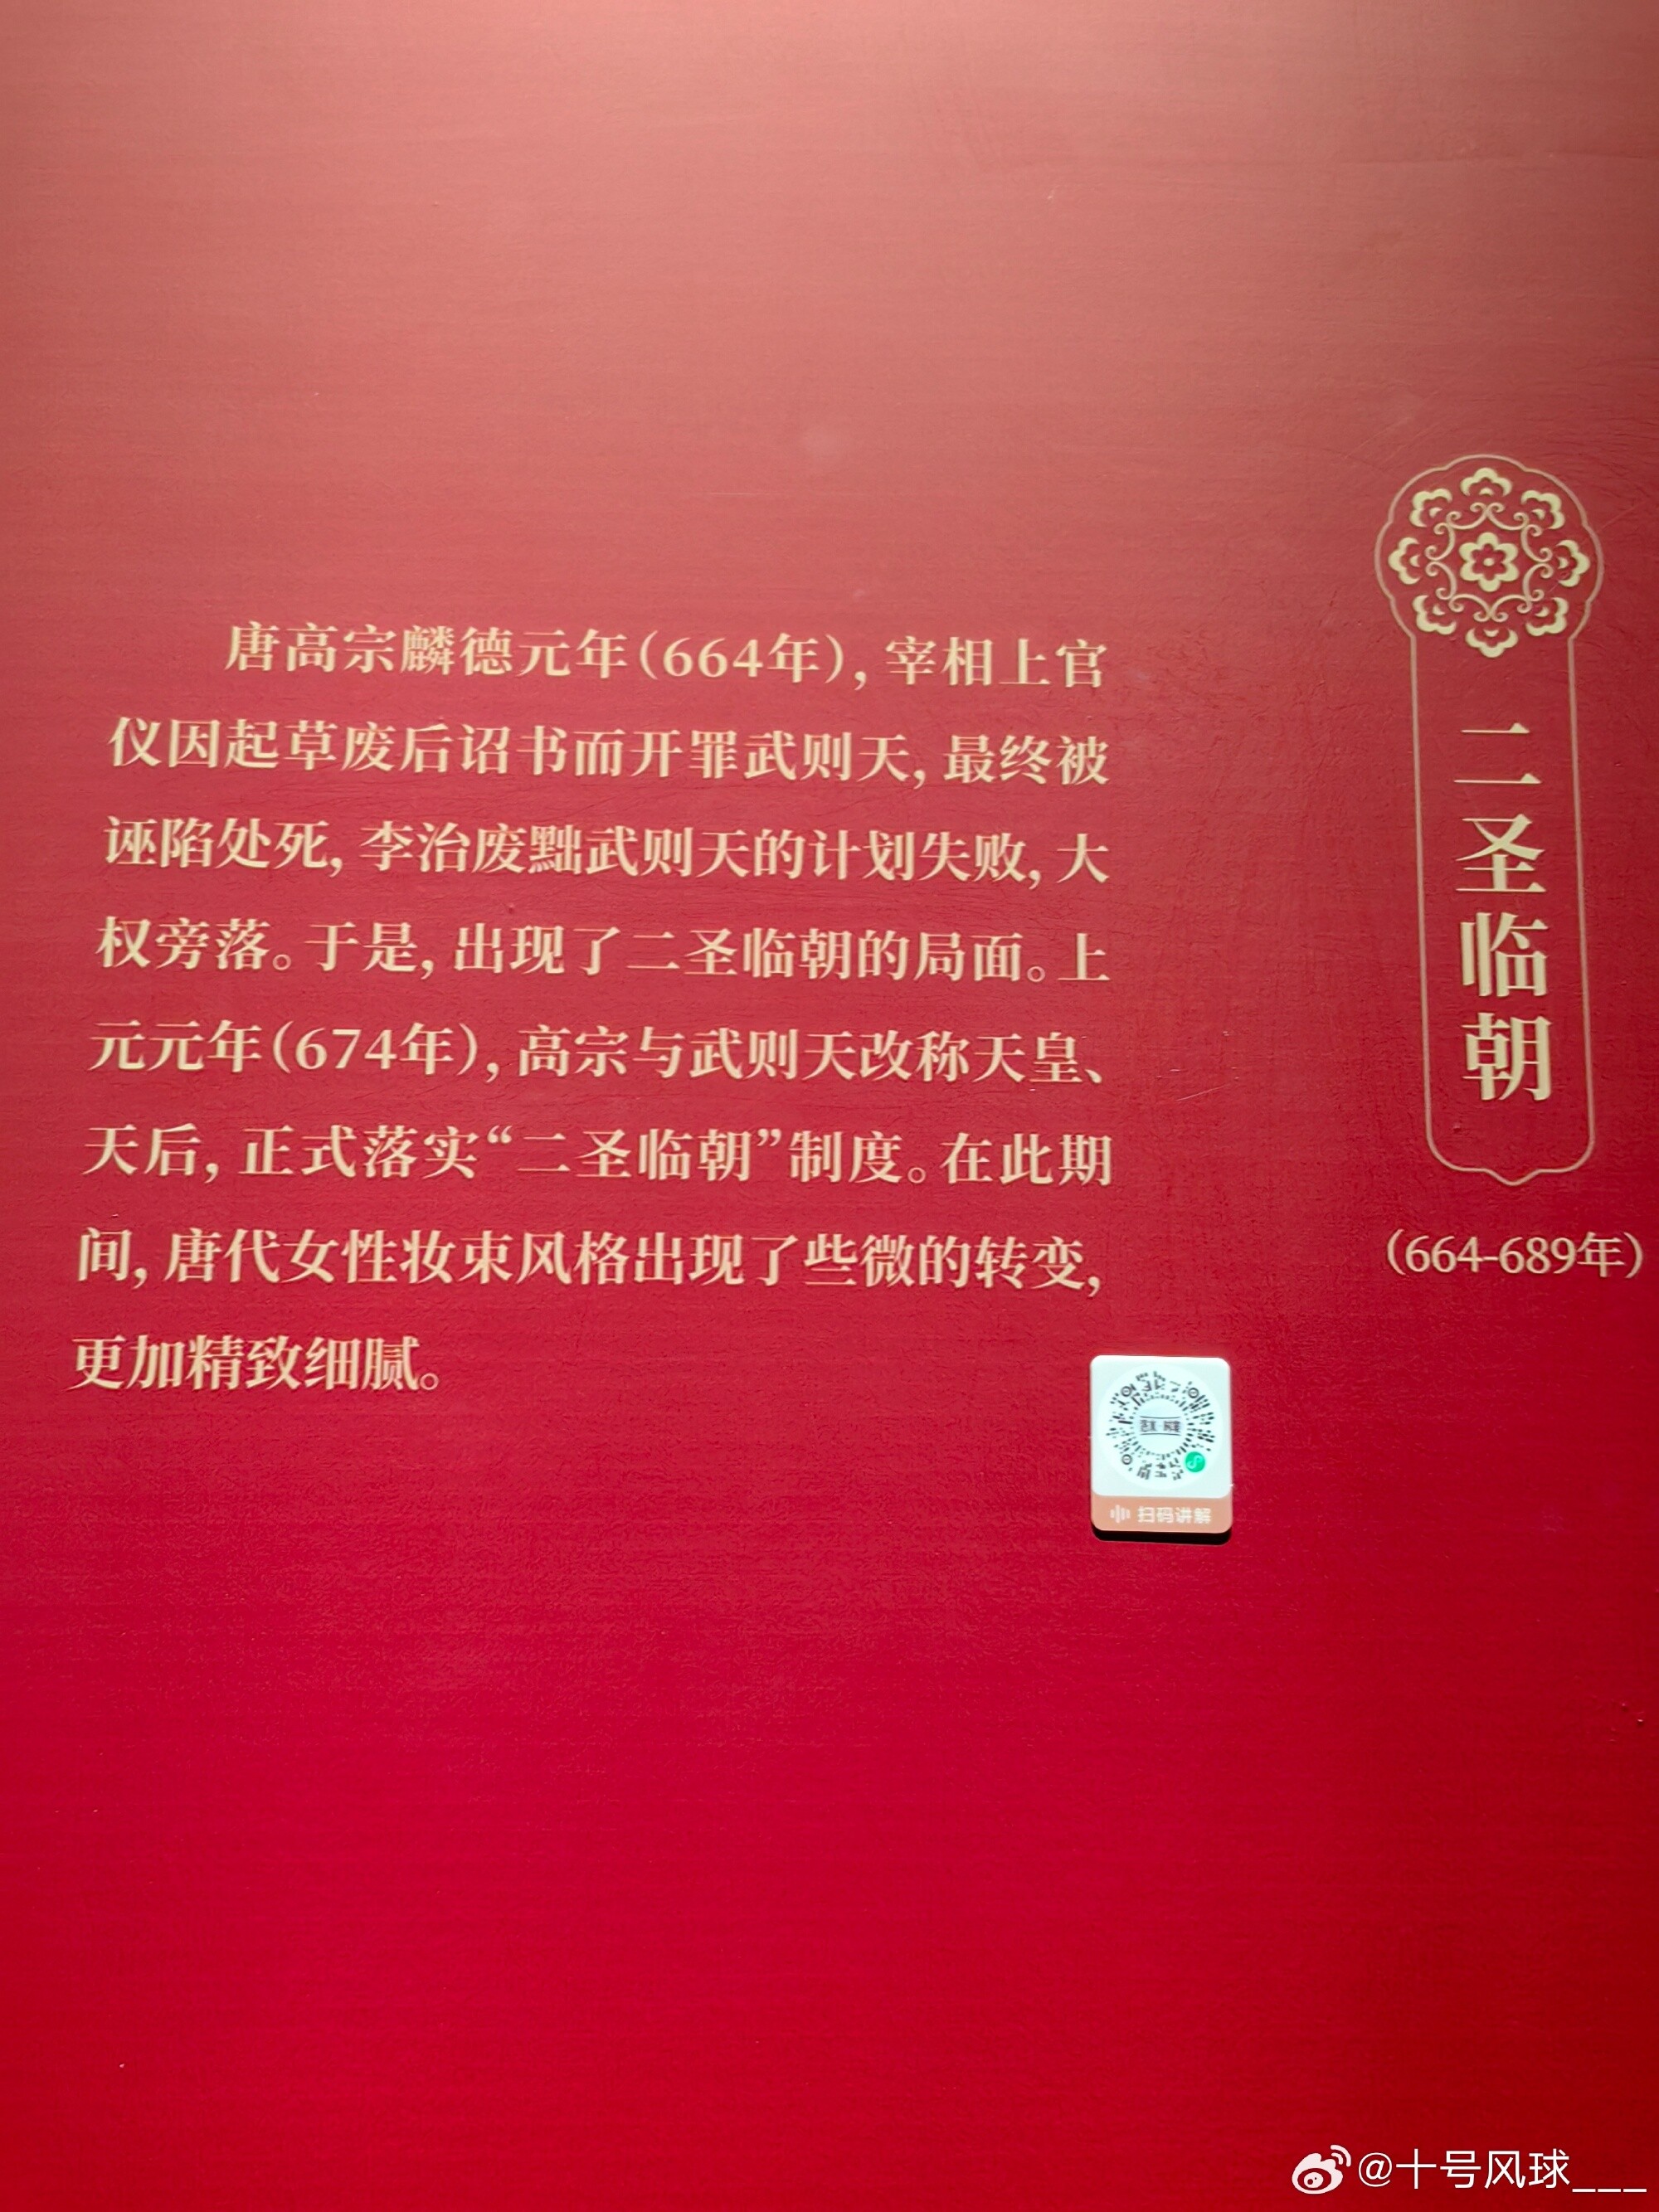 二圣临朝
(664-689年)
唐高宗麟德元年(664年),宰相上官
仪因起草废后诏书而开罪武则天,最终被
诬陷处死,李治废黜武则天的计划失败,大
权旁落。于是,出现了二圣临朝的局面。上
元元年(674年),高宗与武则天改称天皇、
天后,正式落实“二圣临朝”制度。在此期
间,唐代女性妆束风格出现了些微的转变,
更加精致细腻。
扫码讲解
@十号风球___